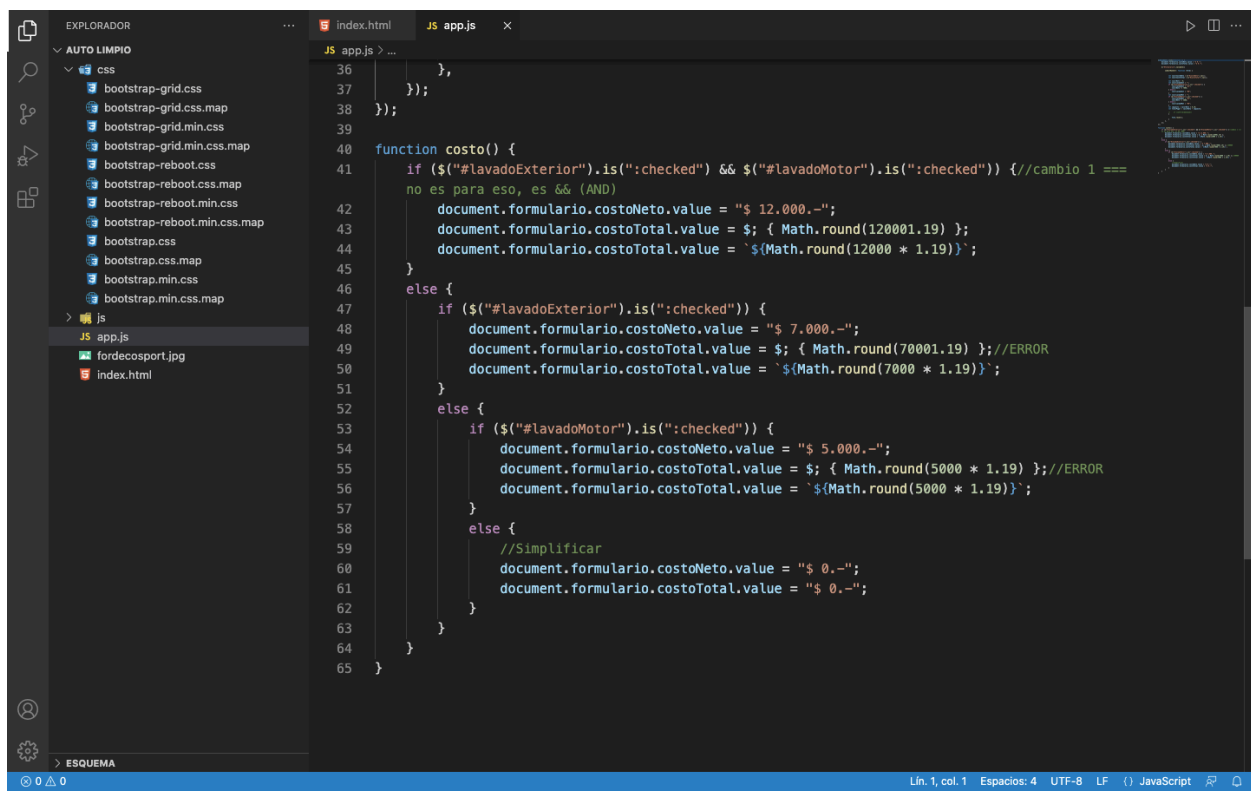 EXPLORADOR
AUTO LIMPIO
css
bootstrap-grid.css
bootstrap-grid.css.map
bootstrap-grid.min.css
bootstrap-grid.min.css.map
bootstrap-reboot.css
bootstrap-reboot.css.map
bootstrap-reboot.min.css
bootstrap-reboot.min.css.map
bootstrap.css
bootstrap.css.map
bootstrap.min.css
bootstrap.min.css.map
js
JS app.js
fordecosport.jpg
index.html
ESQUEMA
index.html JS app.js ×
JS app.js > ...
36 },
37 });
38 });
39
40 function costo() {
41 if ($("#lavadoExterior").is(":checked") && $("#lavadoMotor").is(":checked")) {//cambio 1 ===
no es para eso, es && (AND)
42 document.formulario.costoNeto.value = "$ 12.000.-";
43 document.formulario.costoTotal.value = $; { Math.round(120001.19) };
44 document.formulario.costoTotal.value = `${Math.round(12000 * 1.19)}`;
45 }
46 else {
47 if ($("#lavadoExterior").is(":checked")) {
48 document.formulario.costoNeto.value = "$ 7.000.-";
49 document.formulario.costoTotal.value = $; { Math.round(70001.19) };//ERROR
50 document.formulario.costoTotal.value = `${Math.round(7000 * 1.19)}`;
51 }
52 else {
53 if ($("#lavadoMotor").is(":checked")) {
54 document.formulario.costoNeto.value = "$ 5.000.-";
55 document.formulario.costoTotal.value = $; { Math.round(5000 * 1.19) };//ERROR
56 document.formulario.costoTotal.value = `${Math.round(5000 * 1.19)}`;
57 }
58 else {
59 //Simplificar
60 document.formulario.costoNeto.value = "$ 0.-";
61 document.formulario.costoTotal.value = "$ 0.-";
62 }
63 }
64 }
65 }
0 0 Lín. 1, col. 1 Espacios: 4 UTF-8 LF {} JavaScript